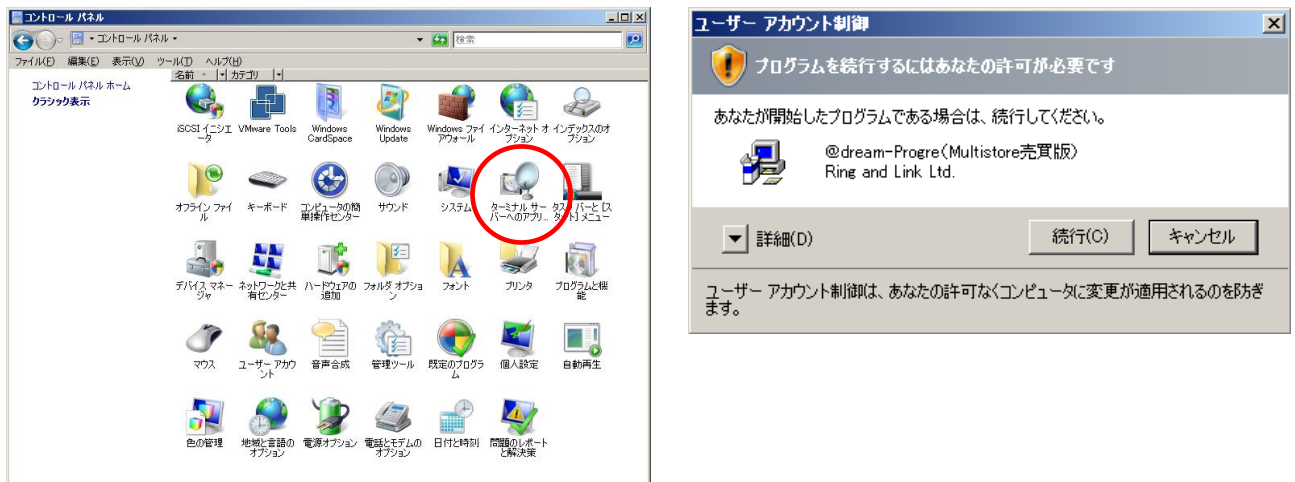 コントロール パネル
コントロール パネル
検索
ファイル(F) 編集(E) 表示(V) ツール(T) ヘルプ(H)
コントロール パネル ホーム
クラシック表示
名前 カテゴリ
iSCSI イニシエ
ータ
VMware Tools
Windows
CardSpace
Windows
Update
Windows ファイ
アウォール
インターネット オ
プション
インデックスのオ
プション
オフライン ファイ
ル
キーボード
コンピュータの簡
単操作センター
サウンド
システム
ターミナル サー
バーへのアプリ...
タスク バーと [ス
タート] メニュー
デバイス マネー
ジャ
ネットワークと共
有センター
ハードウェアの
追加
フォルダ オプショ
ン
フォント
プリンタ
プログラムと機
能
マウス
ユーザー アカウ
ント
音声合成
管理ツール
既定のプログラ
ム
個人設定
自動再生
色の管理
地域と言語の
オプション
電源オプション
電話とモデムの
オプション
日付と時刻
問題のレポート
と解決策
ユーザー アカウント制御
プログラムを続行するにはあなたの許可が必要です
あなたが開始したプログラムである場合は、続行してください。
@dream-Progre(Multistore売買版)
Ring and Link Ltd.
詳細(D)
続行(C)
キャンセル
ユーザー アカウント制御は、あなたの許可なくコンピュータに変更が適用されるのを防ぎ
ます。